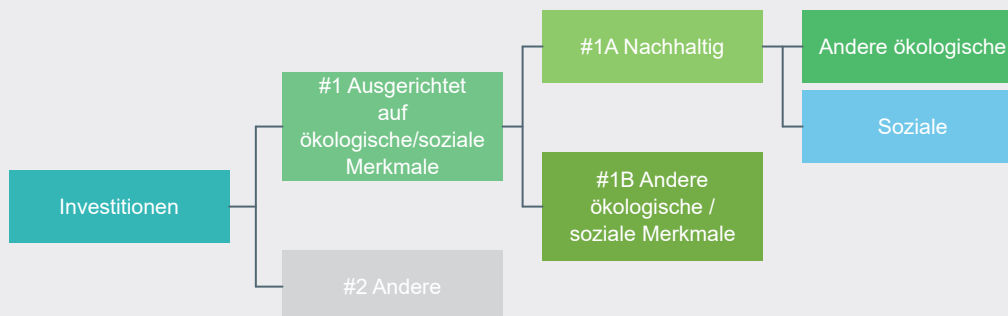 Investitionen
#1 Ausgerichtet
auf
ökologische/soziale
Merkmale
#2 Andere
#1A Nachhaltig
#1B Andere
ökologische /
soziale Merkmale
Andere ökologische
Soziale